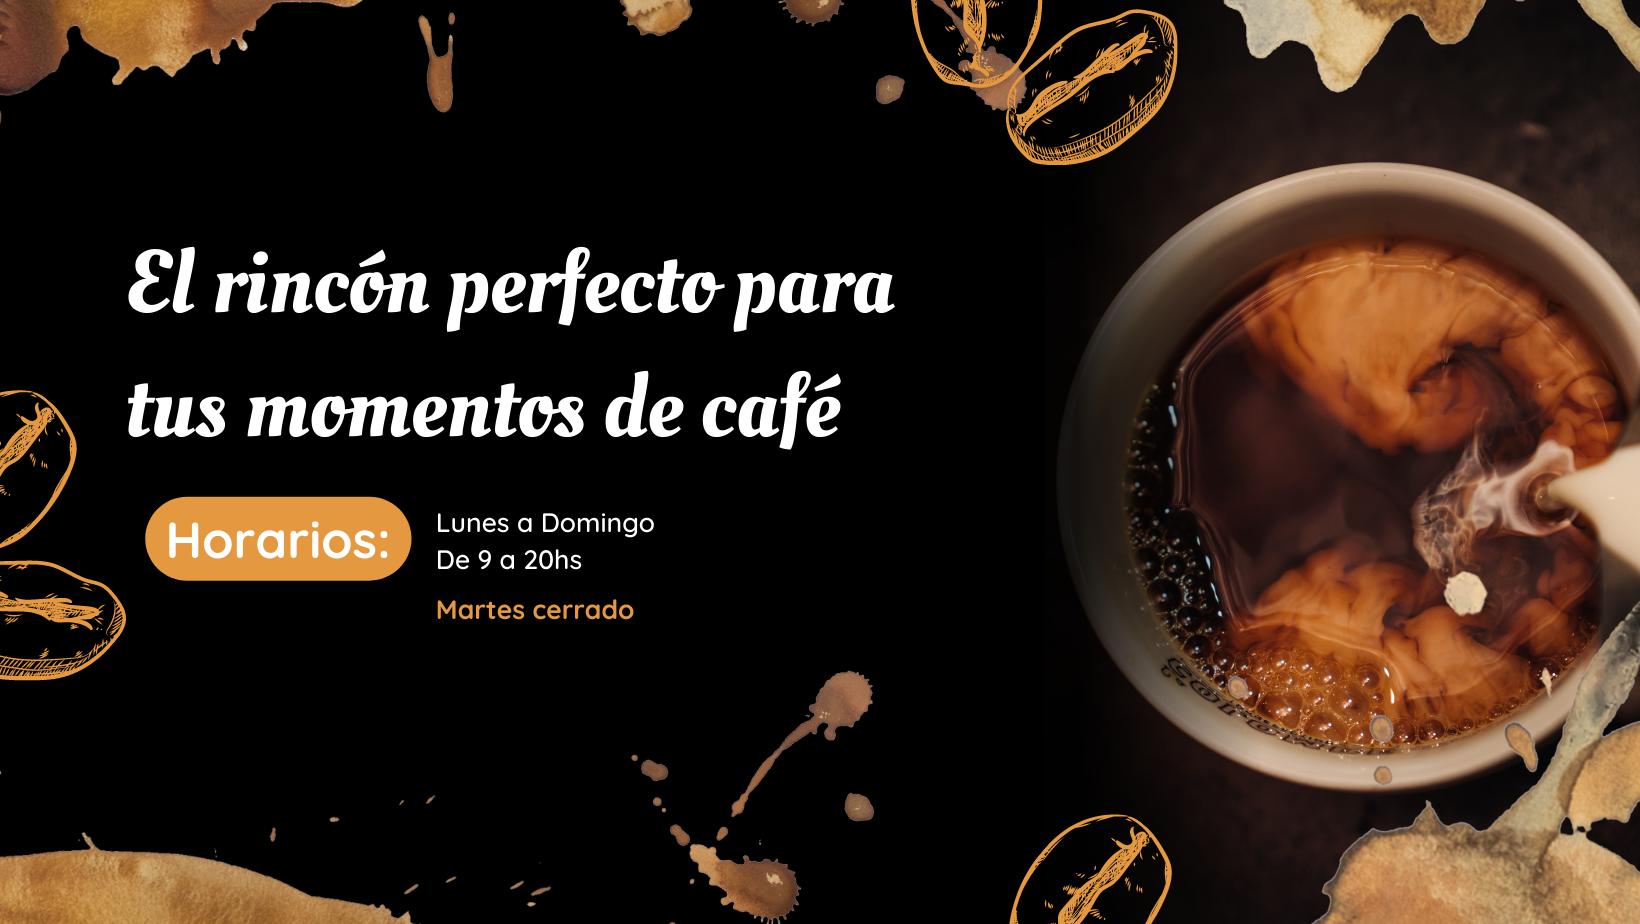 El rincón perfecto para
tus momentos de café
Horarios:
Lunes a Domingo
De 9 a 20hs
Martes cerrado